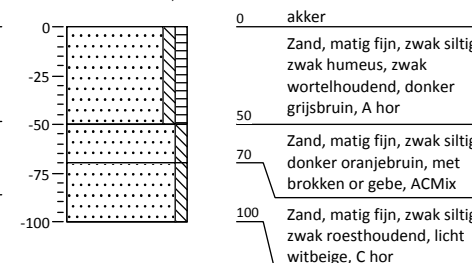 0
-25
-50
-75
-100
0 akker
Zand, matig fijn, zwak siltig
zwak humeus, zwak
wortelhoudend, donker
grijsbruin, A hor
50
Zand, matig fijn, zwak siltig
donker oranjebruin, met
70
brokken or gebe, ACMix
100
Zand, matig fijn, zwak siltig
zwak roesthoudend, licht
witbeige, C hor